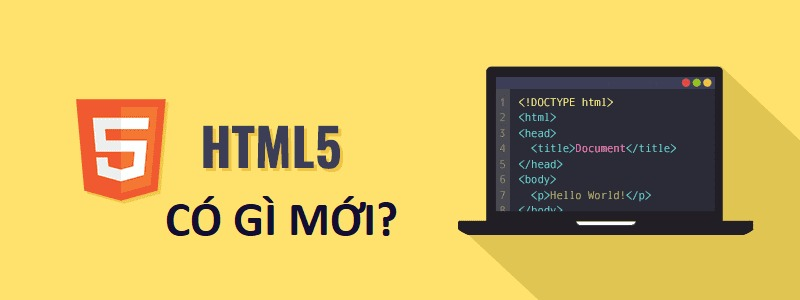 5
HTML5
CÓ GÌ MỚI?
1 <!DOCTYPE html>
2 <html>
3 <head>
4 <title>Document</title>
5 </head>
6 <body>
7 <p>Hello World!</p>
8 </body>